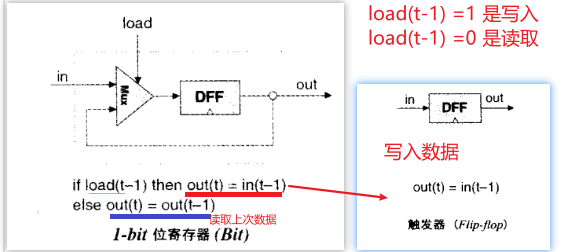 load
in
Mux
DFF
out
if load(t−1) then out(t) = in(t−1)
else out(t) = out(t−1)
读取上次数据
1-bit 位寄存器 (Bit)
load(t-1) =1 是写入
load(t-1) =0 是读取
in
DFF
out
写入数据
out(t) = in(t−1)
触发器 (Flip-flop)